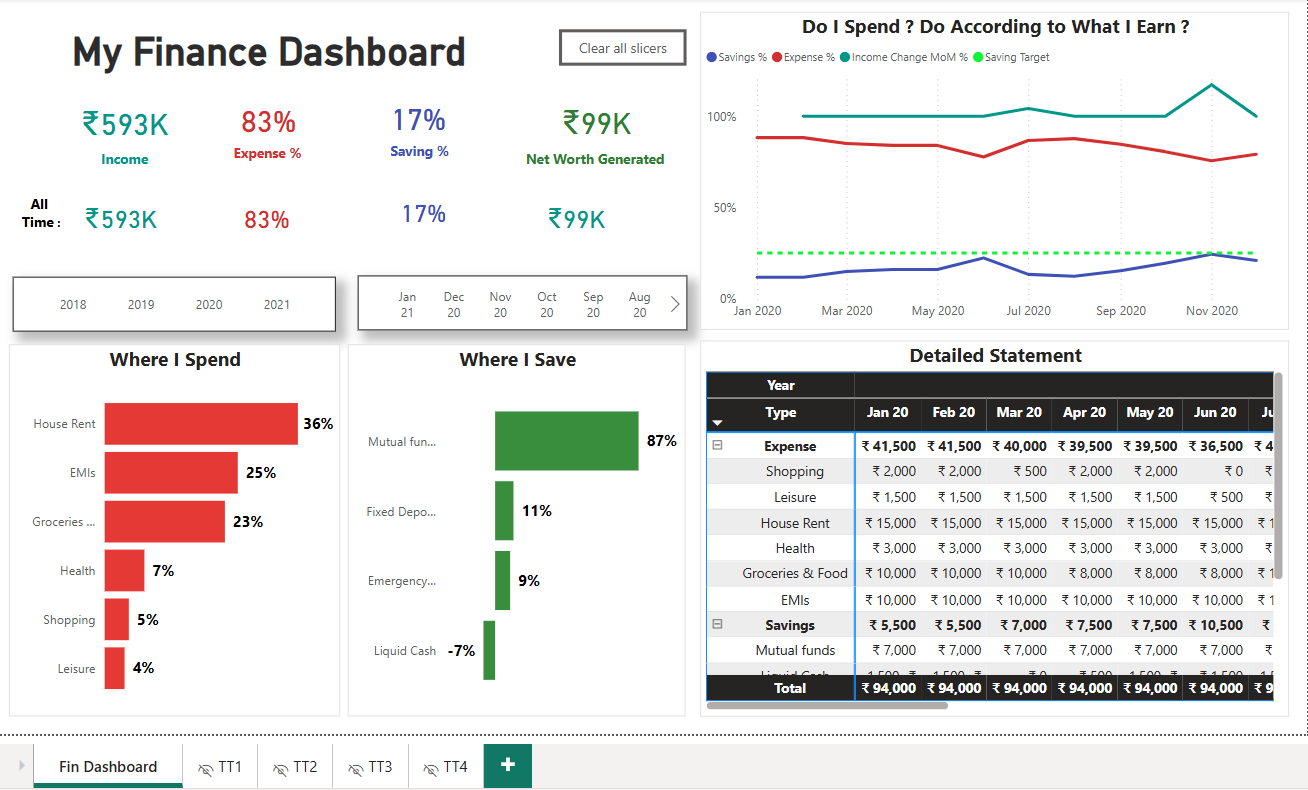 My Finance Dashboard
Clear all slicers
₹593K
Income
83%
Expense %
17%
Saving %
₹99K
Net Worth Generated
All
Time :
₹593K
83%
17%
₹99K
2018 2019 2020 2021
Jan Dec Nov Oct Sep Aug
21 20 20 20 20 20
Do I Spend ? Do According to What I Earn ?
Savings % Expense % Income Change MoM % Saving Target
100%
50%
0%
Jan 2020 Mar 2020 May 2020 Jul 2020 Sep 2020 Nov 2020
Where I Spend
House Rent 36%
EMIs 25%
Groceries ... 23%
Health 7%
Shopping 5%
Leisure 4%
Where I Save
Mutual fun... 87%
Fixed Depo... 11%
Emergency... 9%
Liquid Cash -7%
Detailed Statement
Year
Type Jan 20 Feb 20 Mar 20 Apr 20 May 20 Jun 20 Ju
Expense ₹ 41,500 ₹ 41,500 ₹ 40,000 ₹ 39,500 ₹ 39,500 ₹ 36,500 ₹ 4
Shopping ₹ 2,000 ₹ 2,000 ₹ 500 ₹ 2,000 ₹ 2,000 ₹ 0 ₹
Leisure ₹ 1,500 ₹ 1,500 ₹ 1,500 ₹ 1,500 ₹ 1,500 ₹ 500 ₹
House Rent ₹ 15,000 ₹ 15,000 ₹ 15,000 ₹ 15,000 ₹ 15,000 ₹ 15,000 ₹ 1
Health ₹ 3,000 ₹ 3,000 ₹ 3,000 ₹ 3,000 ₹ 3,000 ₹ 3,000 ₹
Groceries & Food ₹ 10,000 ₹ 10,000 ₹ 10,000 ₹ 8,000 ₹ 8,000 ₹ 8,000 ₹ 1
EMIs ₹ 10,000 ₹ 10,000 ₹ 10,000 ₹ 10,000 ₹ 10,000 ₹ 10,000 ₹ 1
Savings ₹ 5,500 ₹ 5,500 ₹ 7,000 ₹ 7,500 ₹ 7,500 ₹ 10,500 ₹
Mutual funds ₹ 7,000 ₹ 7,000 ₹ 7,000 ₹ 7,000 ₹ 7,000 ₹ 7,000 ₹
Liquid Cash
Total ₹ 94,000 ₹ 94,000 ₹ 94,000 ₹ 94,000 ₹ 94,000 ₹ 94,000 ₹ 9
Fin Dashboard TT1 TT2 TT3 TT4 +